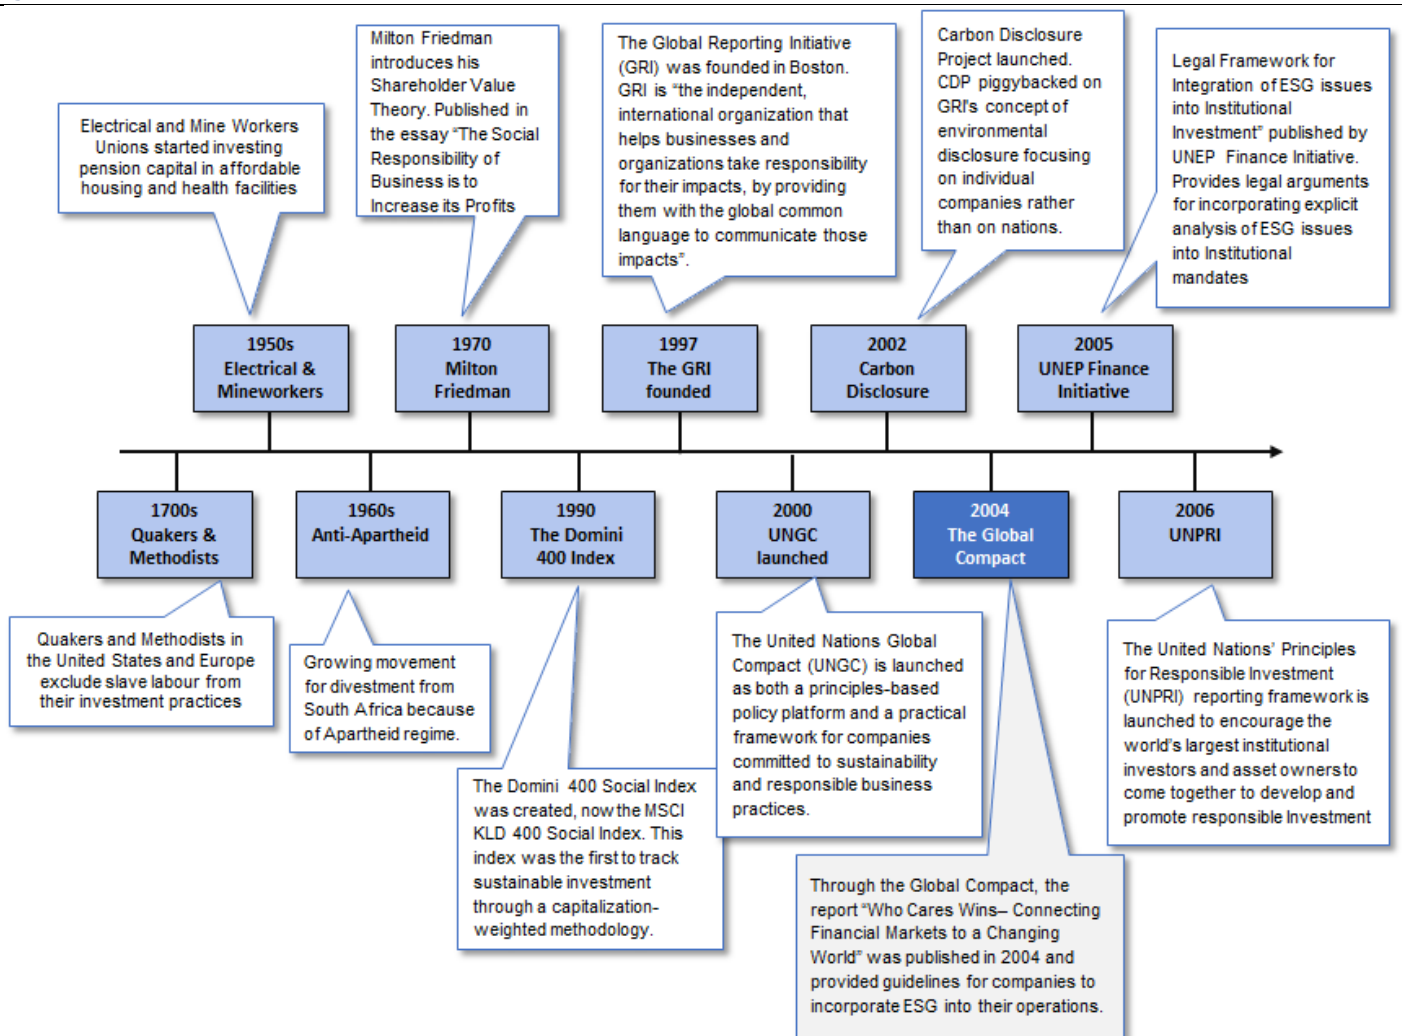 Electrical and Mine Workers
Unions started investing
pension capital in affordable
housing and health facilities
Milton Friedman
introduces his
Shareholder Value
Theory. Published in
the essay “The Social
Responsibility of
Business is to
Increase its Profits
The Global Reporting Initiative
(GRI) was founded in Boston.
GRI is “the independent,
international organization that
helps businesses and
organizations take responsibility
for their impacts, by providing
them with the global common
language to communicate those
impacts”.
Carbon Disclosure
Project launched.
CDP piggybacked on
GRI's concept of
environmental
disclosure focusing
on individual
companies rather
than on nations.
Legal Framework for
Integration of ESG issues
into Institutional
Investment” published by
UNEP Finance Initiative.
Provides legal arguments
for incorporating explicit
analysis of ESG issues
into Institutional
mandates
1950s
Electrical &
Mineworkers
1970
Milton
Friedman
1997
The GRI
founded
2002
Carbon
Disclosure
2005
UNEP Finance
Initiative
1700s
Quakers &
Methodists
1960s
Anti-Apartheid
1990
The Domini
400 Index
2000
UNGC
launched
2004
The Global
Compact
2006
UNPRI
Quakers and Methodists in
the United States and Europe
exclude slave labour from
their investment practices
Growing movement
for divestment from
South Africa because
of Apartheid regime.
The Domini 400 Social Index
was created, now the MSCI
KLD 400 Social Index. This
index was the first to track
sustainable investment
through a capitalization-
weighted methodology.
The United Nations Global
Compact (UNGC) is launched
as both a principles-based
policy platform and a practical
framework for companies
committed to sustainability
and responsible business
practices.
Through the Global Compact, the
report “Who Cares Wins– Connecting
Financial Markets to a Changing
World” was published in 2004 and
provided guidelines for companies to
incorporate ESG into their operations.
The United Nations’ Principles
for Responsible Investment
(UNPRI) reporting framework is
launched to encourage the
world’s largest institutional
investors and asset owners to
come together to develop and
promote responsible Investment